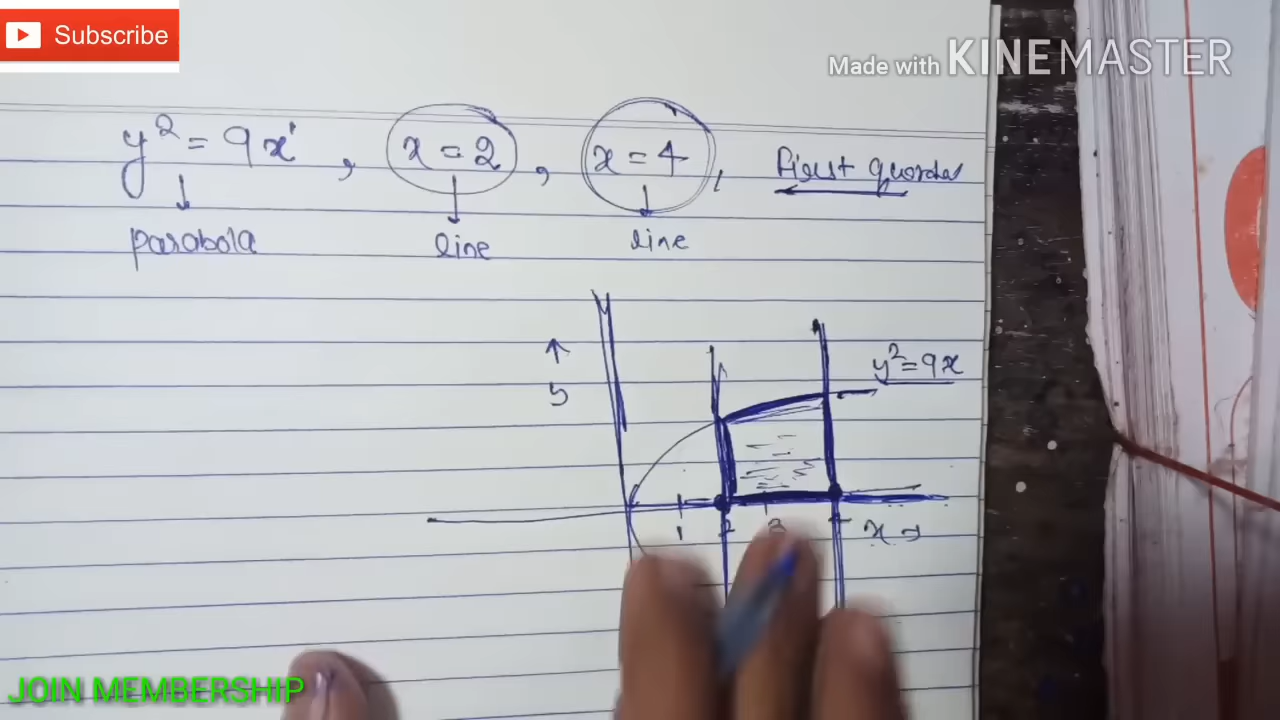 Subscribe
Made with KINEMASTER
y² = 9x , x = 2 , x = 4 , First
parabola line line
↑
y
y² = 9x
1 2 3 4 x →
JOIN MEMBERSHIP